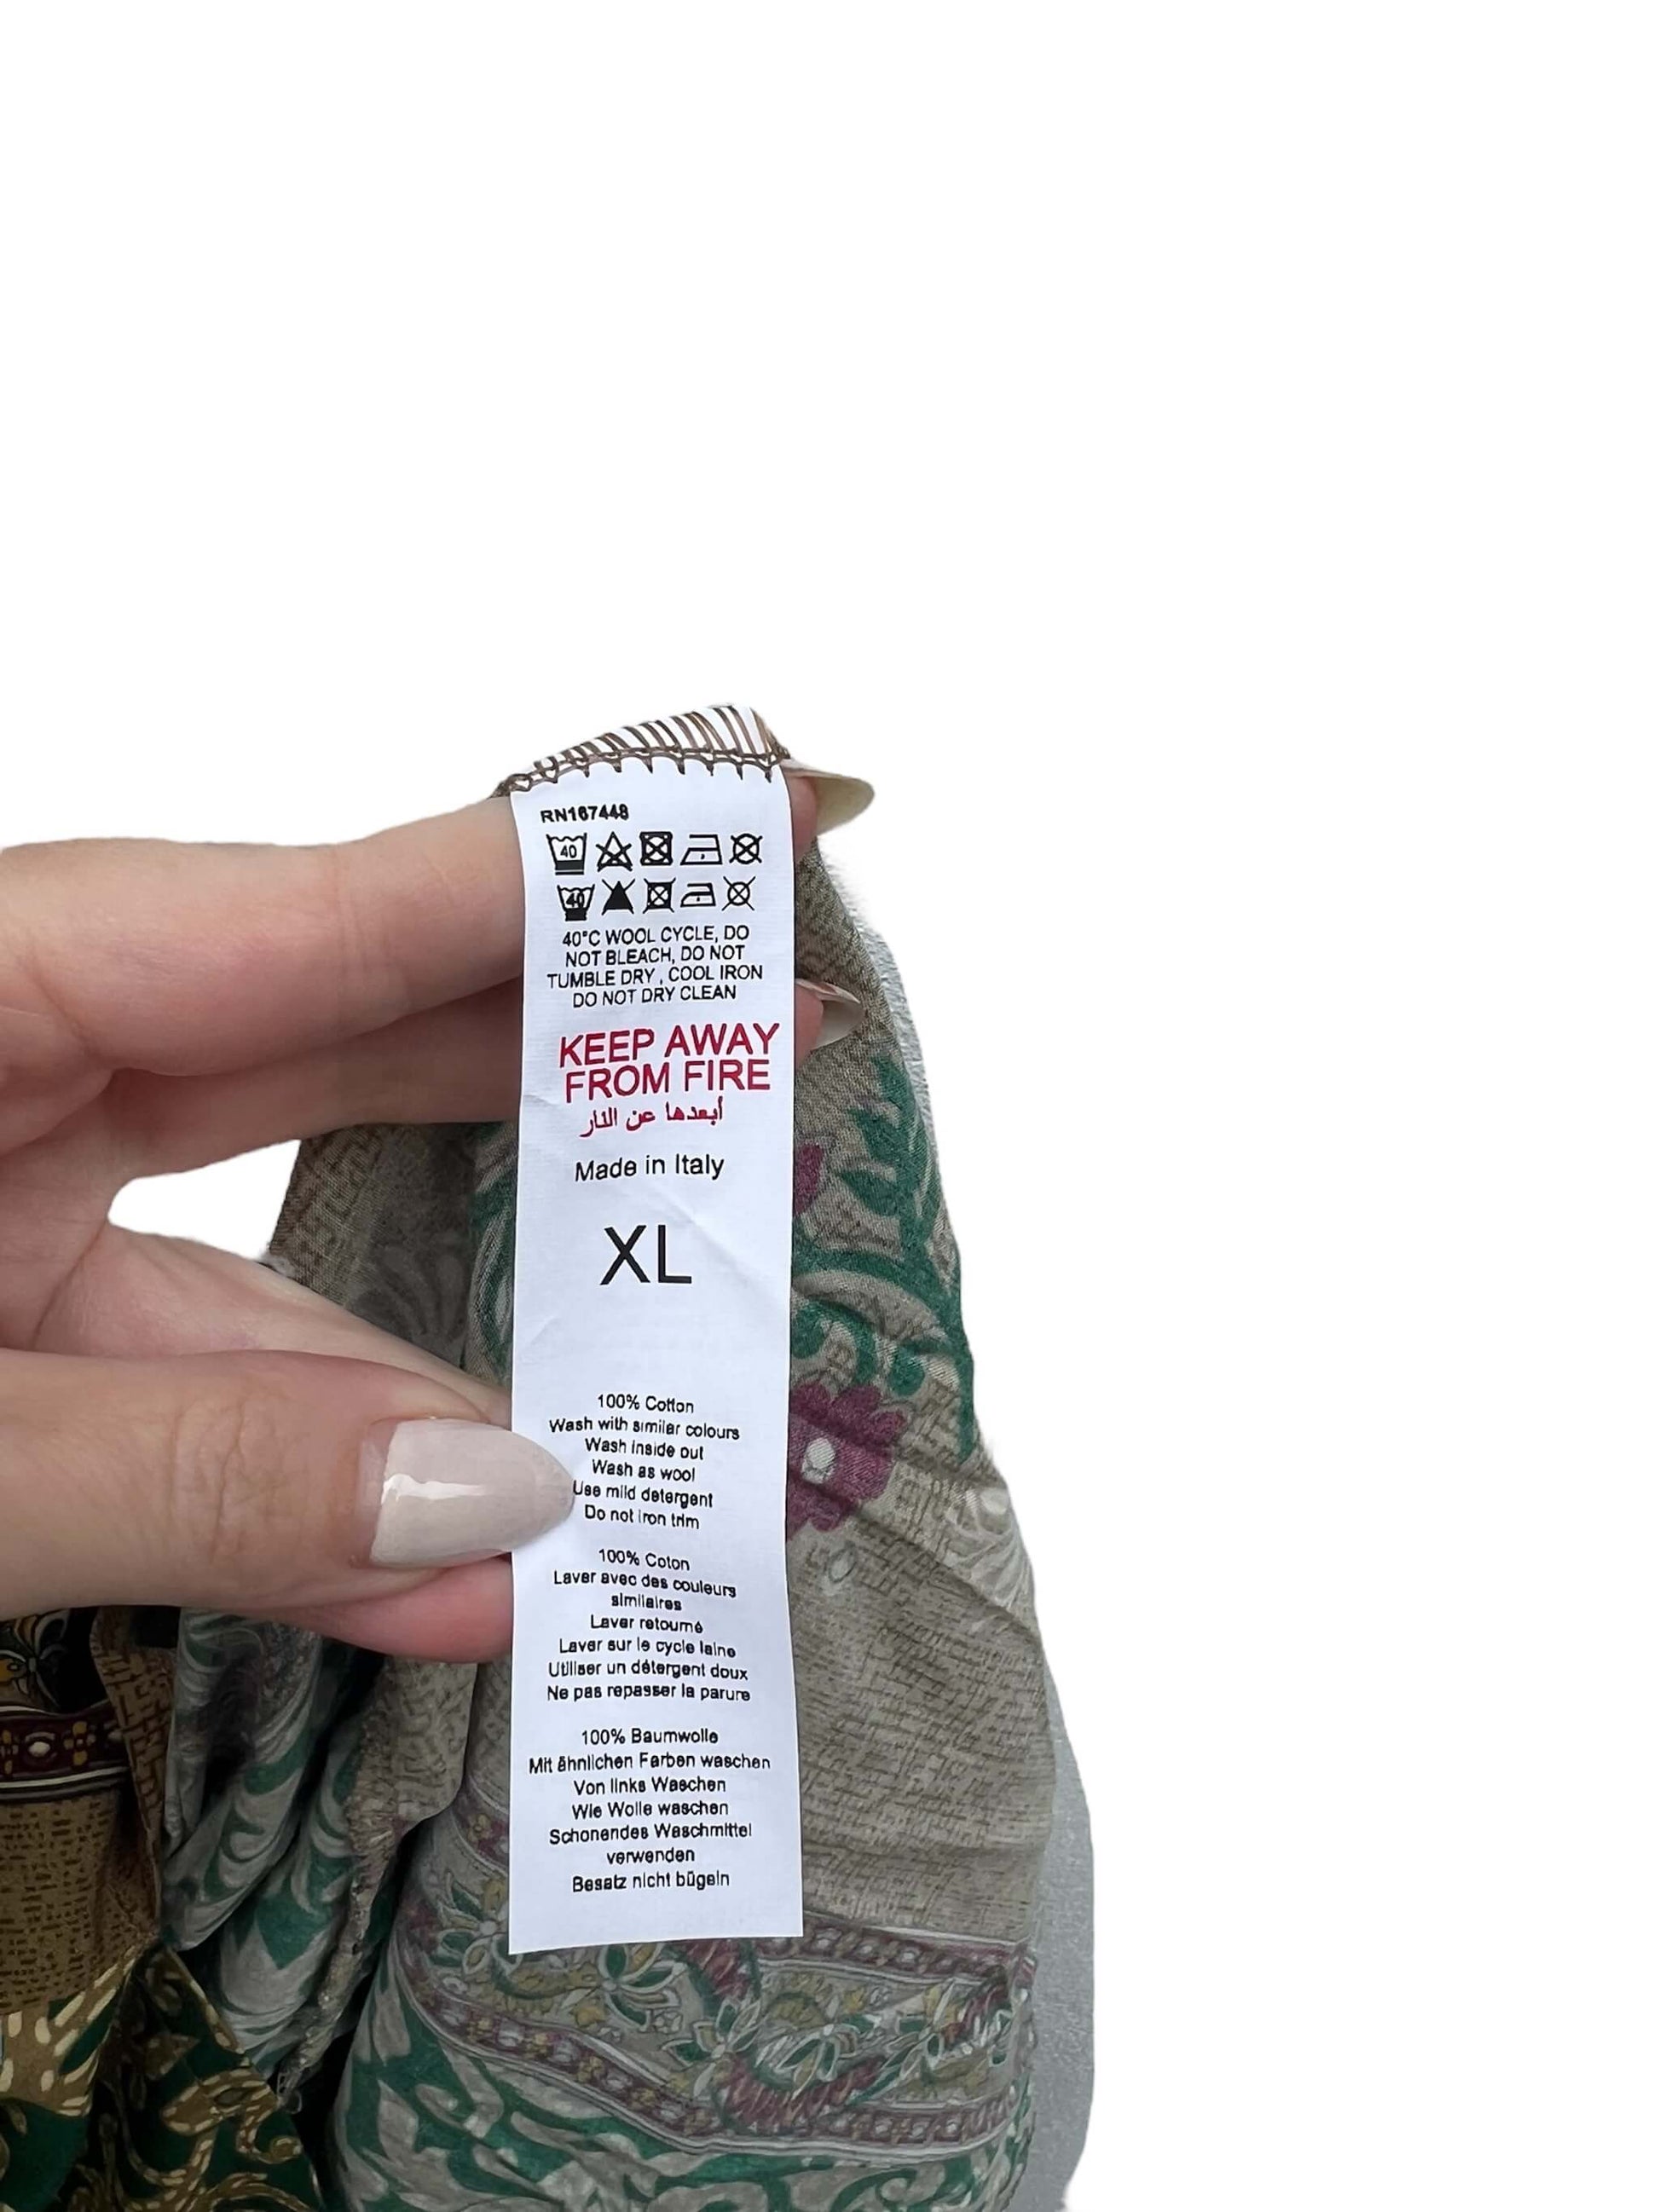 RN167448
40
40
40°C WOOL CYCLE, DO
NOT BLEACH, DO NOT
TUMBLE DRY , COOL IRON
DO NOT DRY CLEAN
KEEP AWAY
FROM FIRE
أبعدها عن النار
Made in Italy
XL
100% Cotton
Wash with similar colours
Wash inside out
Wash as wool
Use mild detergent
Do not iron trim
100% Coton
Laver avec des couleurs
similaires
Laver retourné
Laver sur le cycle laine
Utiliser un détergent doux
Ne pas repasser la parure
100% Baumwolle
Mit ähnlichen Farben waschen
Von links Waschen
Wie Wolle waschen
Schonendes Waschmittel
verwenden
Besatz nicht bügeln